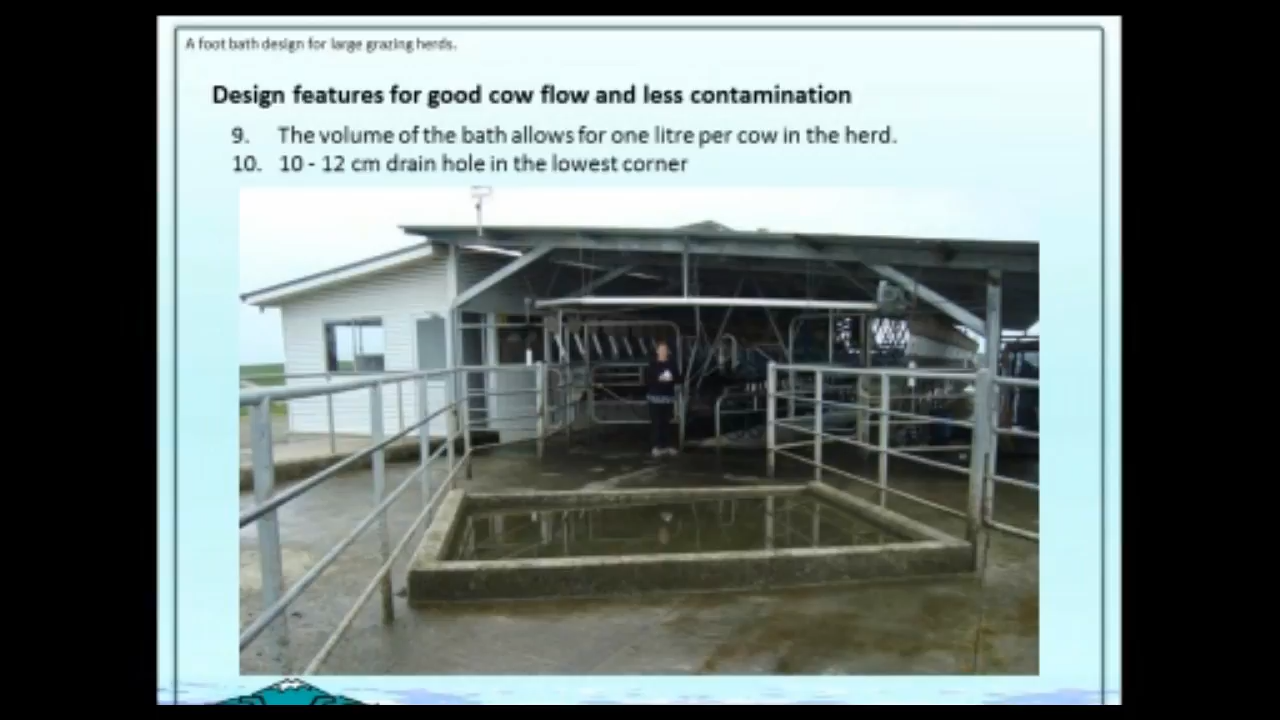 A foot bath design for large grazing herds.
Design features for good cow flow and less contamination
9. The volume of the bath allows for one litre per cow in the herd.
10. 10 - 12 cm drain hole in the lowest corner